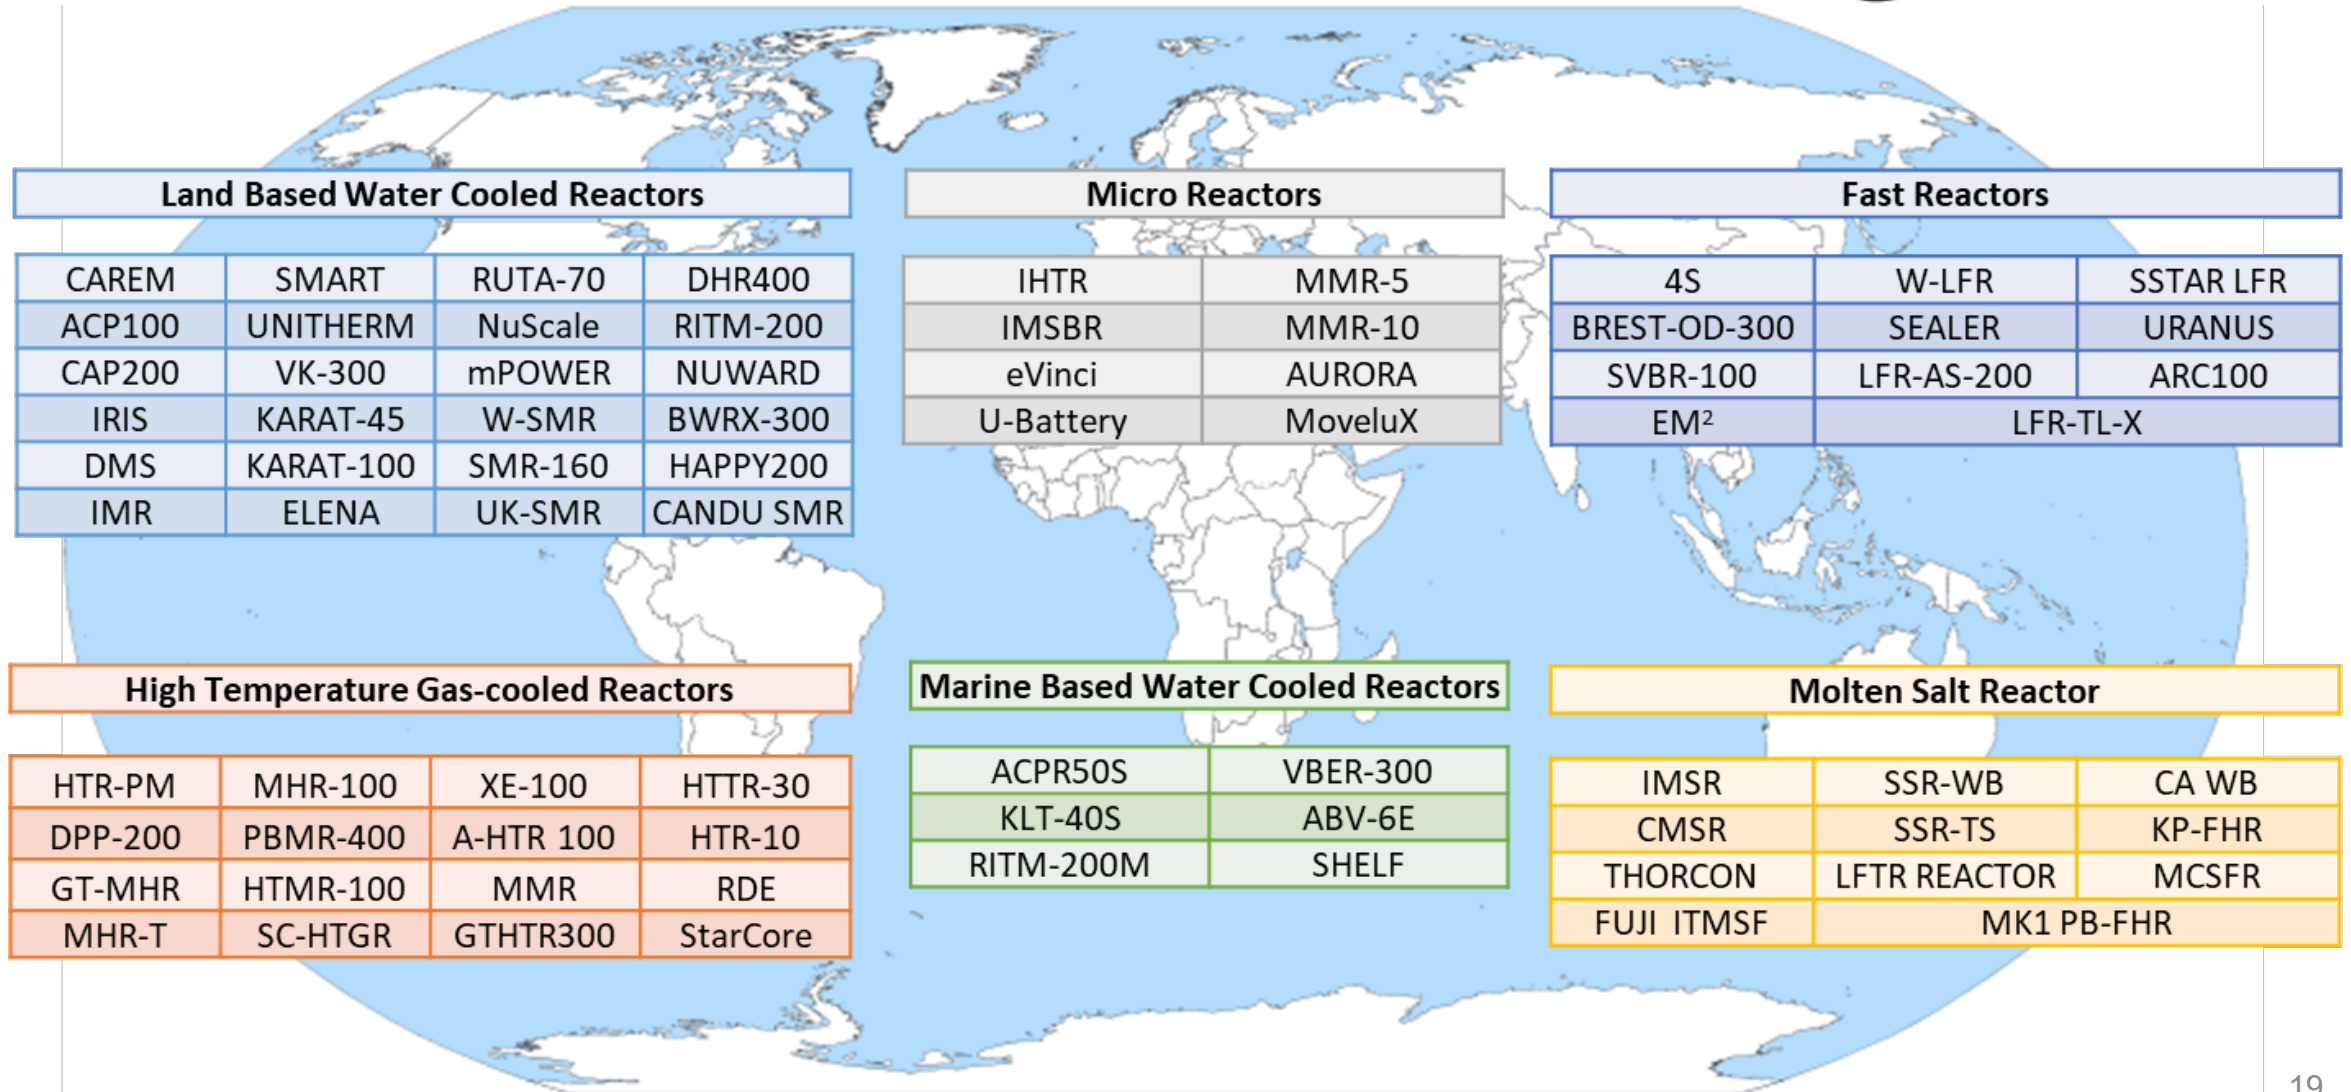 Land Based Water Cooled Reactors
CAREM SMART RUTA-70 DHR400
ACP100 UNITHERM NuScale RITM-200
CAP200 VK-300 mPOWER NUWARD
IRIS KARAT-45 W-SMR BWRX-300
DMS KARAT-100 SMR-160 HAPPY200
IMR ELENA UK-SMR CANDU SMR
Micro Reactors
IHTR MMR-5
IMSBR MMR-10
eVinci AURORA
U-Battery MoveluX
Fast Reactors
4S W-LFR SSTAR LFR
BREST-OD-300 SEALER URANUS
SVBR-100 LFR-AS-200 ARC100
EM² LFR-TL-X
High Temperature Gas-cooled Reactors
HTR-PM MHR-100 XE-100 HTTR-30
DPP-200 PBMR-400 A-HTR 100 HTR-10
GT-MHR HTMR-100 MMR RDE
MHR-T SC-HTGR GTHTR300 StarCore
Marine Based Water Cooled Reactors
ACPR50S VBER-300
KLT-40S ABV-6E
RITM-200M SHELF
Molten Salt Reactor
IMSR SSR-WB CA WB
CMSR SSR-TS KP-FHR
THORCON LFTR REACTOR MCSFR
FUJI ITMSF MK1 PB-FHR
19